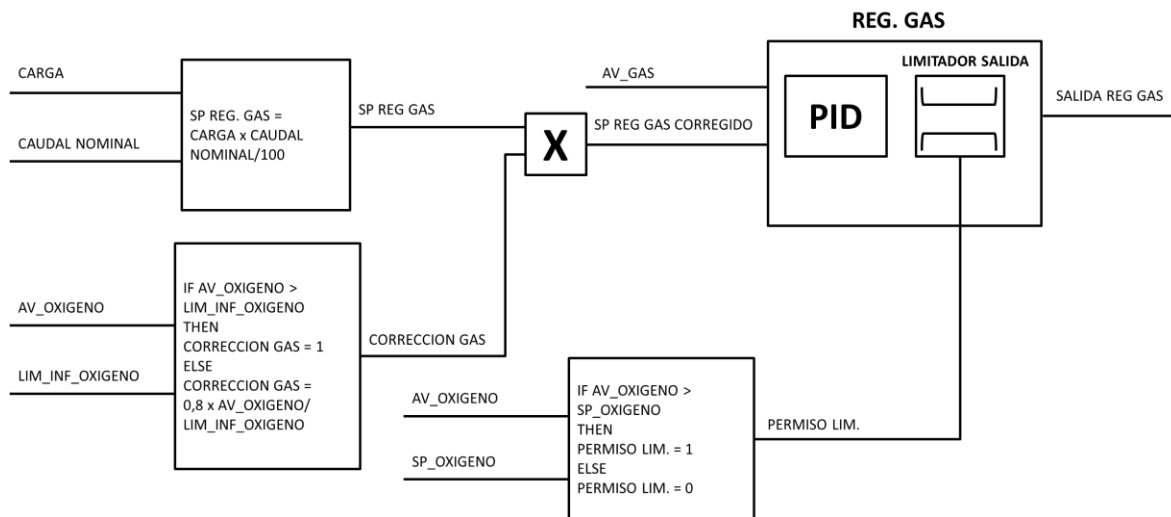 REG. GAS
CARGA
CAUDAL NOMINAL
SP REG. GAS =
CARGA x CAUDAL
NOMINAL/100
SP REG GAS
X
AV_GAS
SP REG GAS CORREGIDO
PID
LIMITADOR SALIDA
SALIDA REG GAS
AV_OXIGENO
LIM_INF_OXIGENO
IF AV_OXIGENO >
LIM_INF_OXIGENO
THEN
CORRECCION GAS = 1
ELSE
CORRECCION GAS =
0,8 x AV_OXIGENO/
LIM_INF_OXIGENO
CORRECCION GAS
AV_OXIGENO
SP_OXIGENO
IF AV_OXIGENO >
SP_OXIGENO
THEN
PERMISO LIM. = 1
ELSE
PERMISO LIM. = 0
PERMISO LIM.